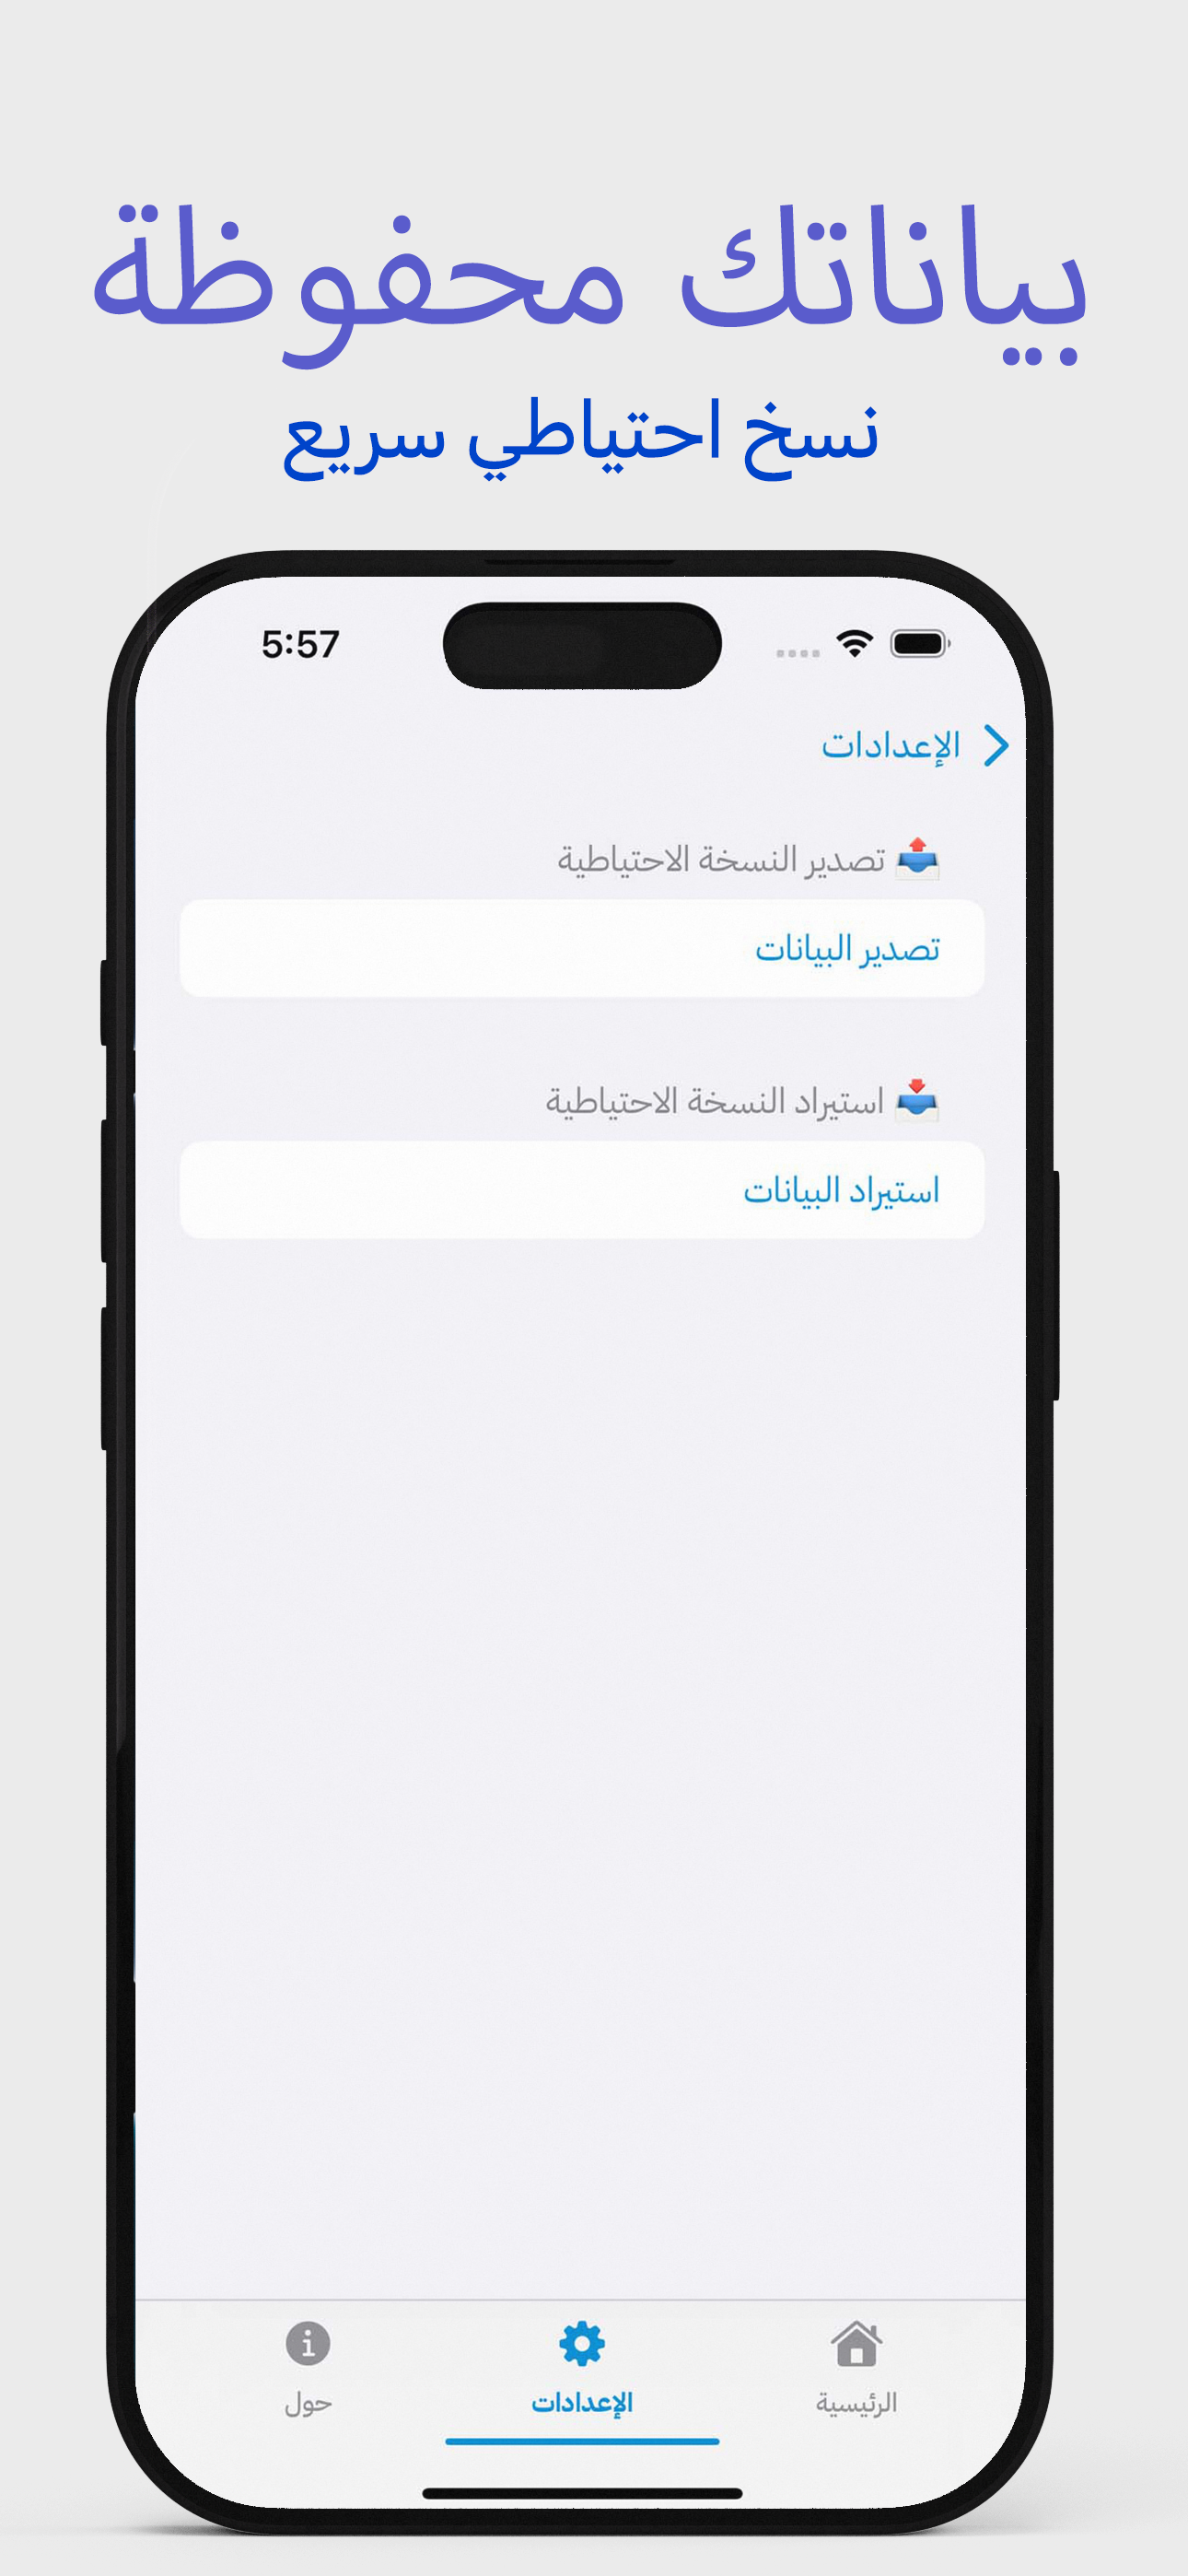 بياناتك محفوظة
نسخ احتياطي سريع
5:57
الإعدادات
📤 تصدير النسخة الاحتياطية
تصدير البيانات
📥 استيراد النسخة الاحتياطية
استيراد البيانات
الرئيسية
الإعدادات
حول